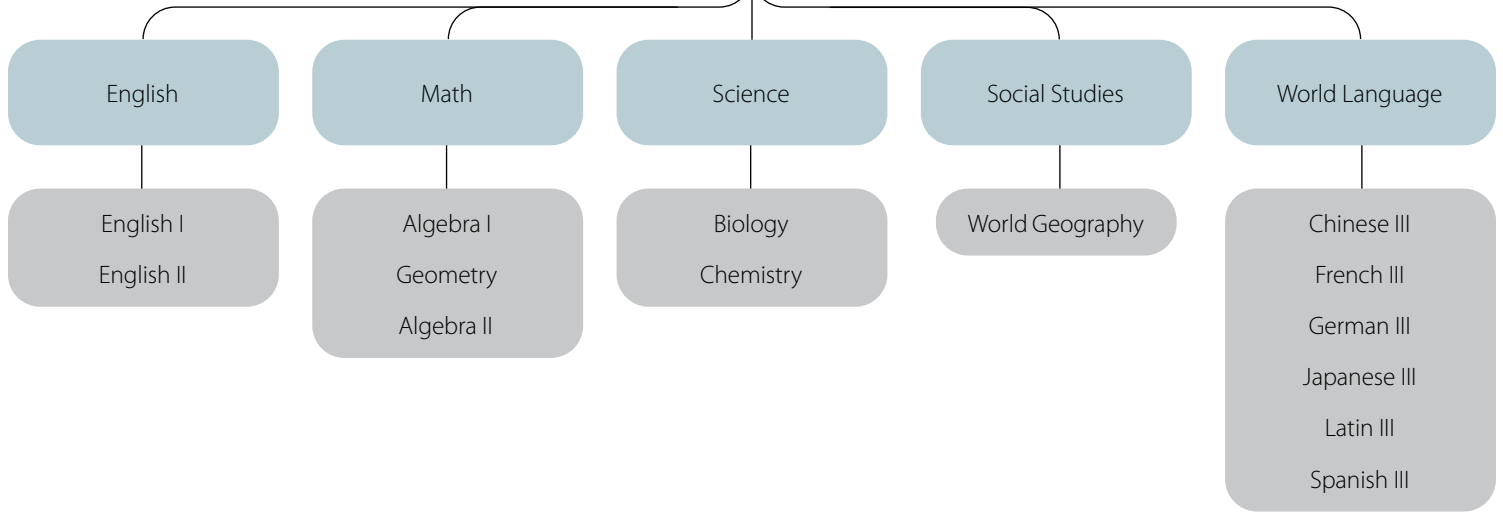 English
Math
Science
Social Studies
World Language
English I
English II
Algebra I
Geometry
Algebra II
Biology
Chemistry
World Geography
Chinese III
French III
German III
Japanese III
Latin III
Spanish III